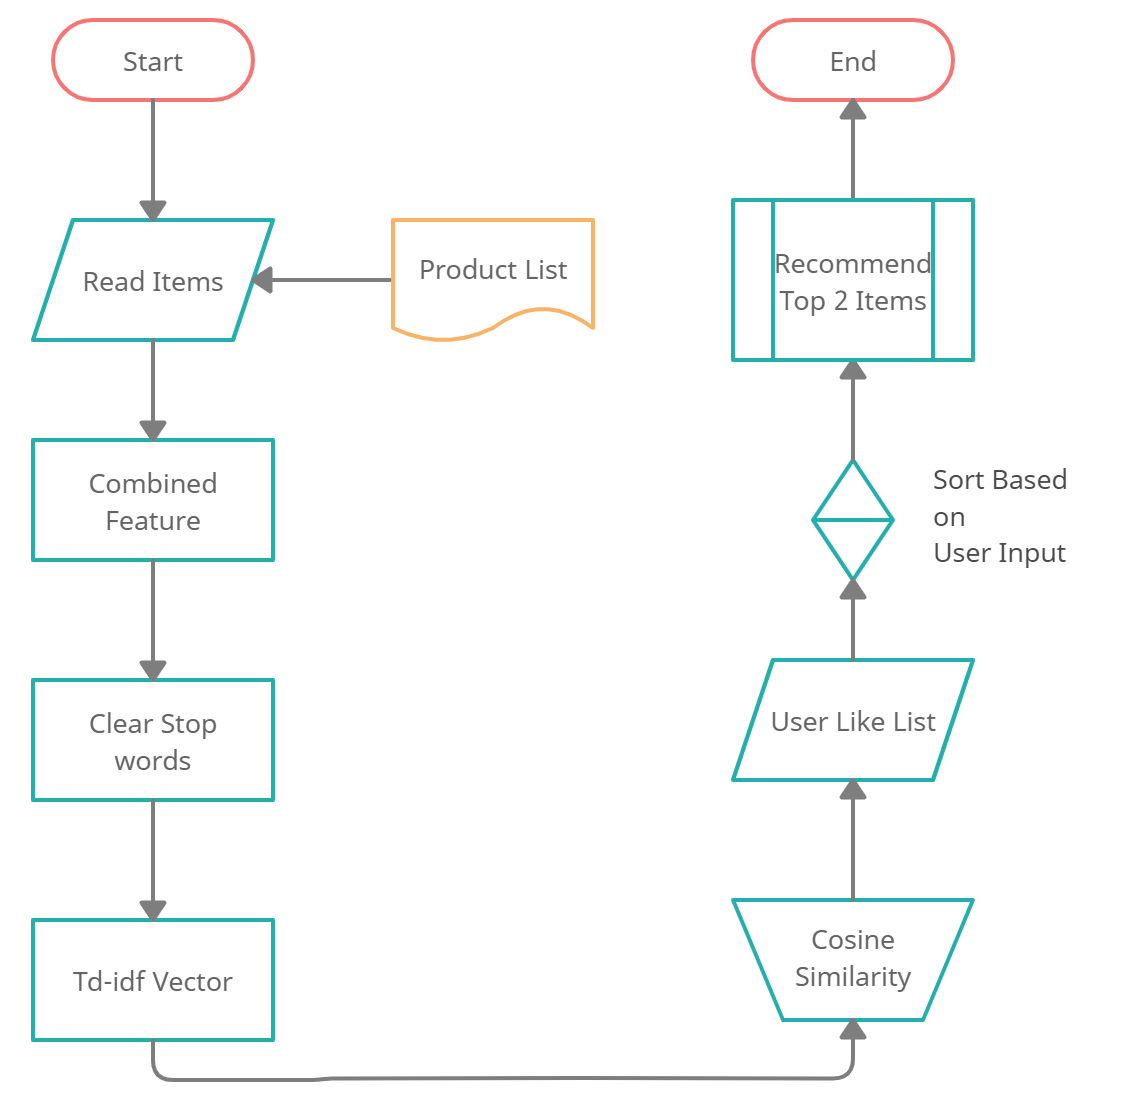 Start
Read Items
Product List
Combined
Feature
Clear Stop
words
Td-idf Vector
Cosine
Similarity
User Like List
Sort Based
on
User Input
Recommend
Top 2 Items
End